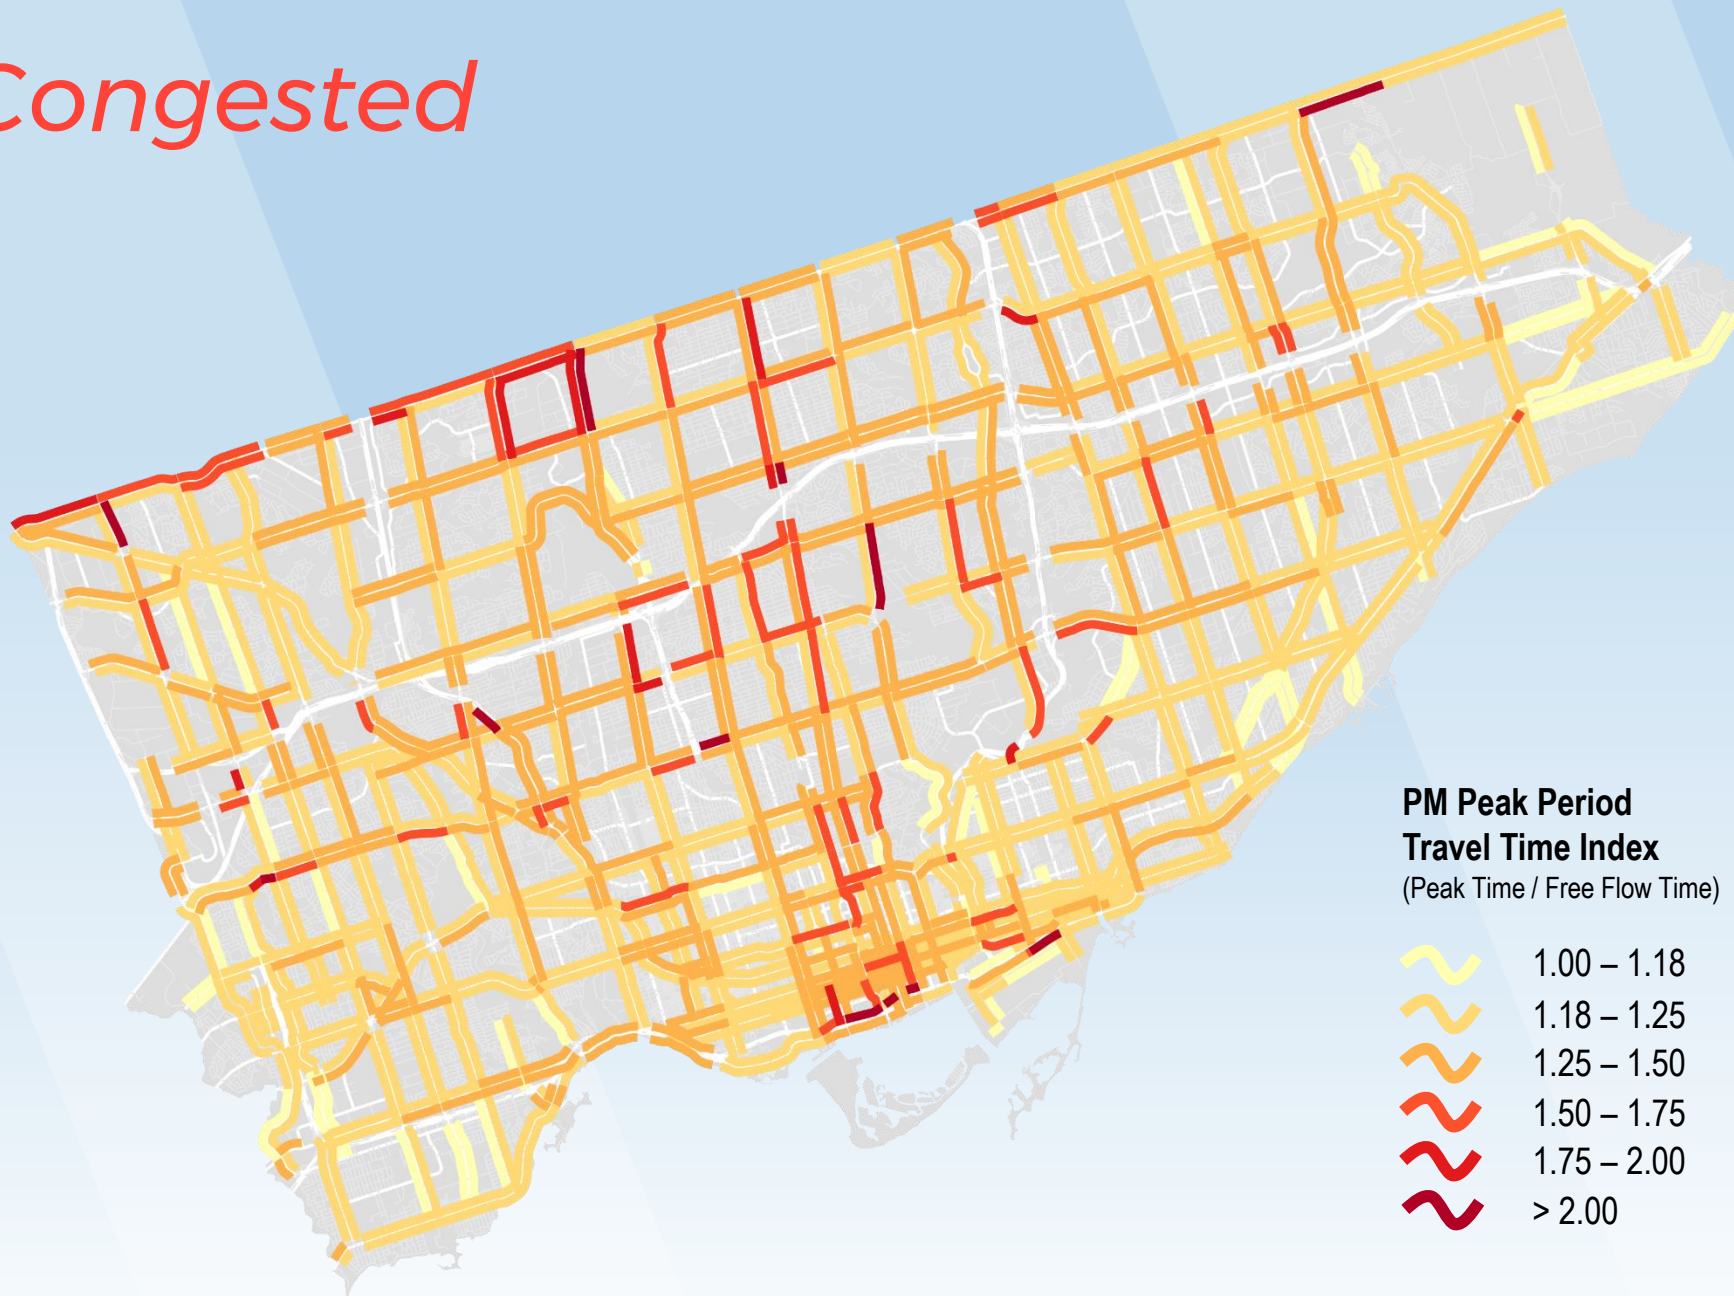 Congested
PM Peak Period
Travel Time Index
(Peak Time / Free Flow Time)
1.00 – 1.18
1.18 – 1.25
1.25 – 1.50
1.50 – 1.75
1.75 – 2.00
> 2.00